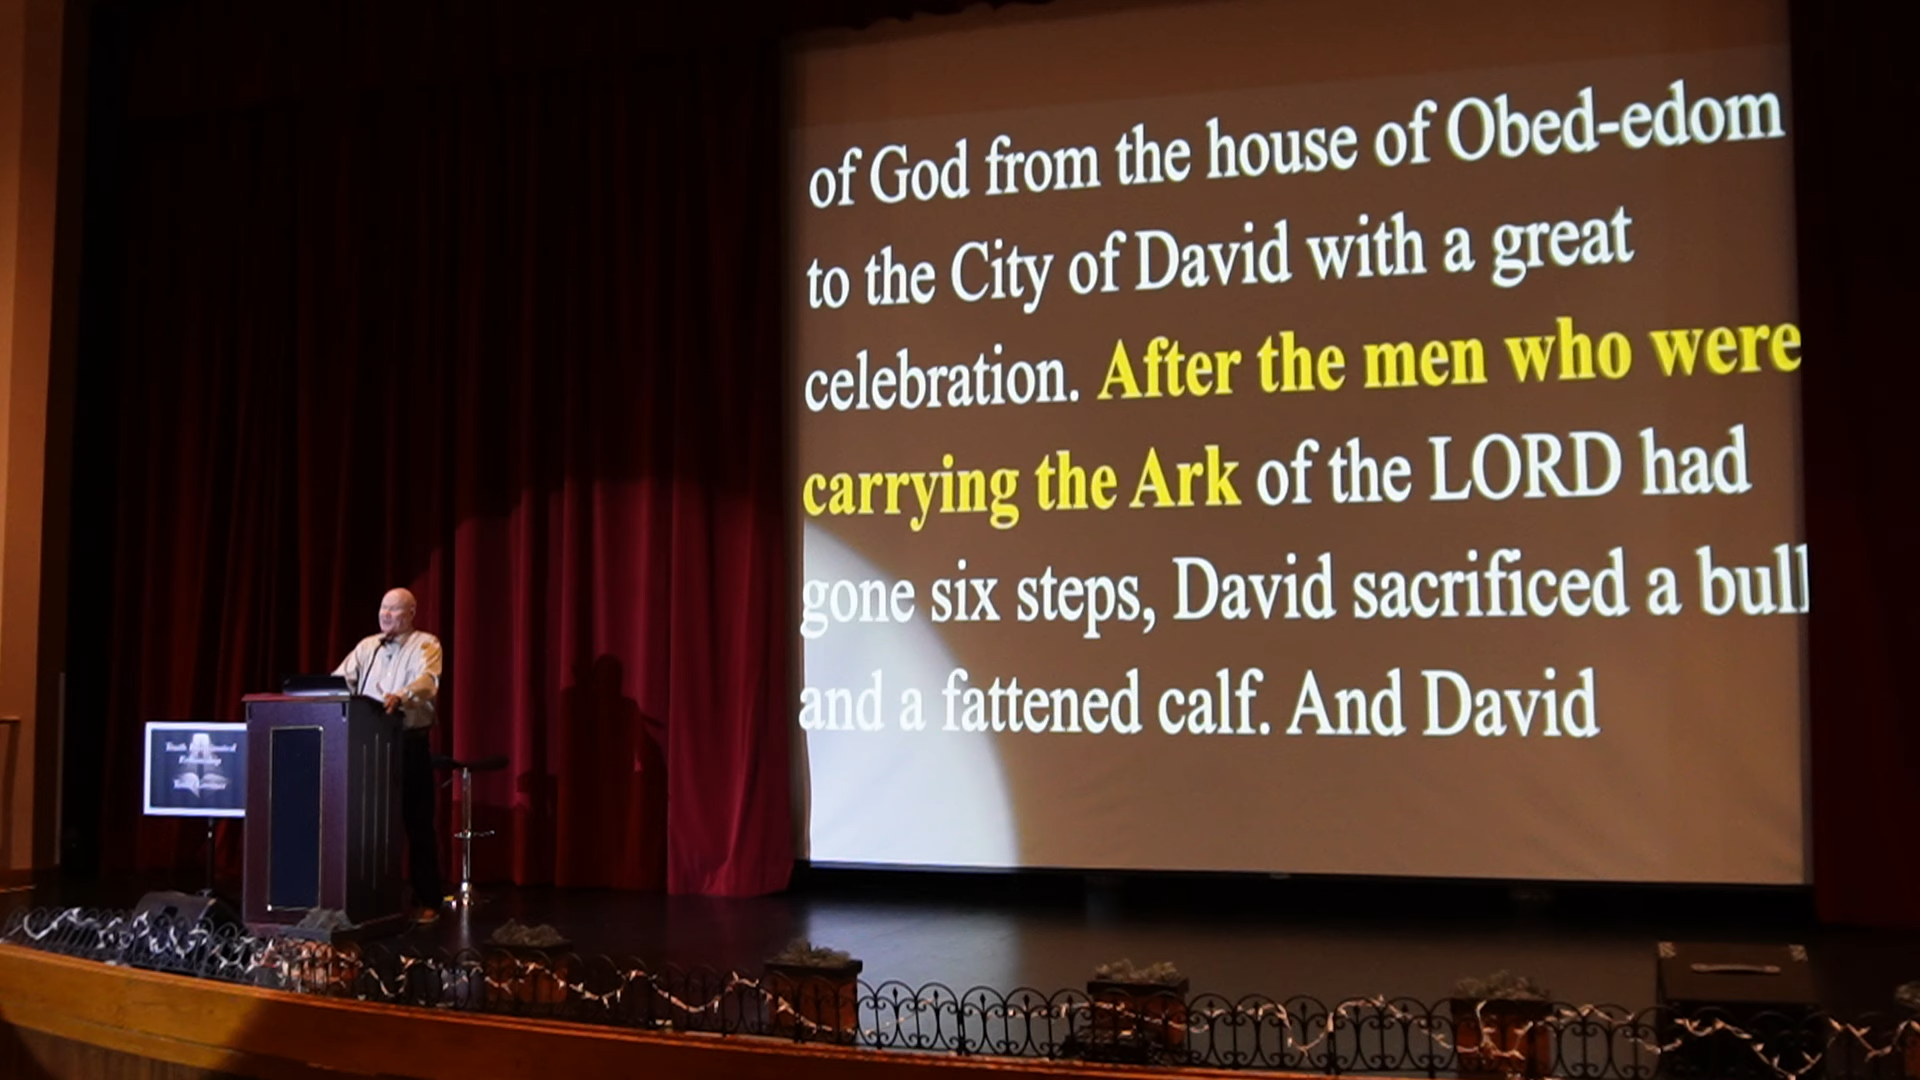 of God from the house of Obed-edom
to the City of David with a great
celebration. After the men who were
carrying the Ark of the LORD had
gone six steps, David sacrificed a bull
and a fattened calf. And David
Fellowship